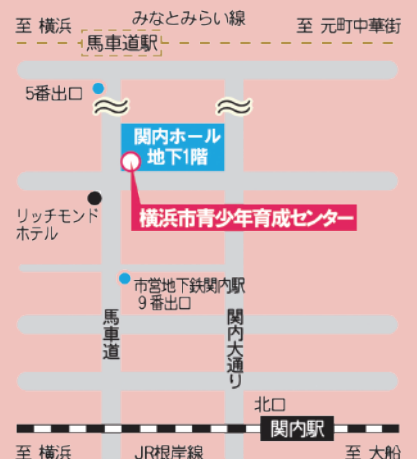 みなとみらい線
至 横浜
至 元町中華街
馬車道駅
5番出口
関内ホール
地下1階
横浜市青少年育成センター
リッチモンド
ホテル
市営地下鉄関内駅
9番出口
馬車道
関内大通り
北口
関内駅
至 横浜
JR根岸線
至 大船